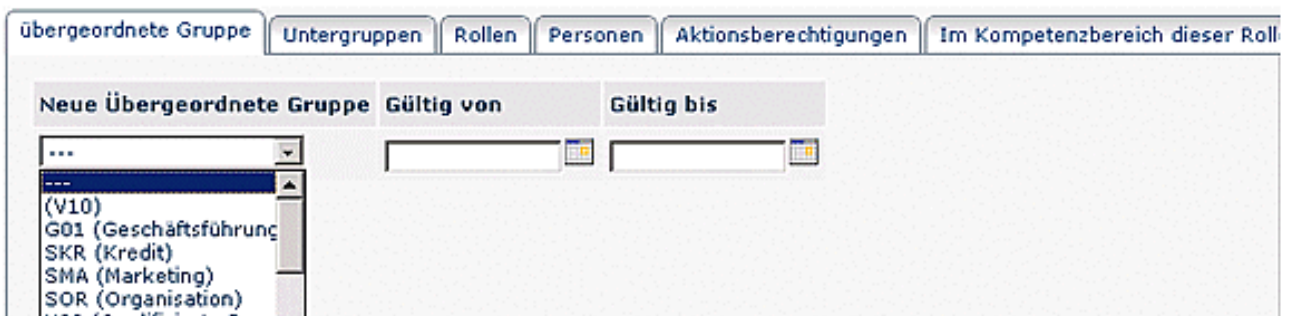 übergeordnete Gruppe Untergruppen Rollen Personen Aktionsberechtigungen Im Kompetenzbereich dieser Roll
Neue Übergeordnete Gruppe Gültig von Gültig bis
---
---
(V10)
G01 (Geschäftsführung
SKR (Kredit)
SMA (Marketing)
SOR (Organisation)